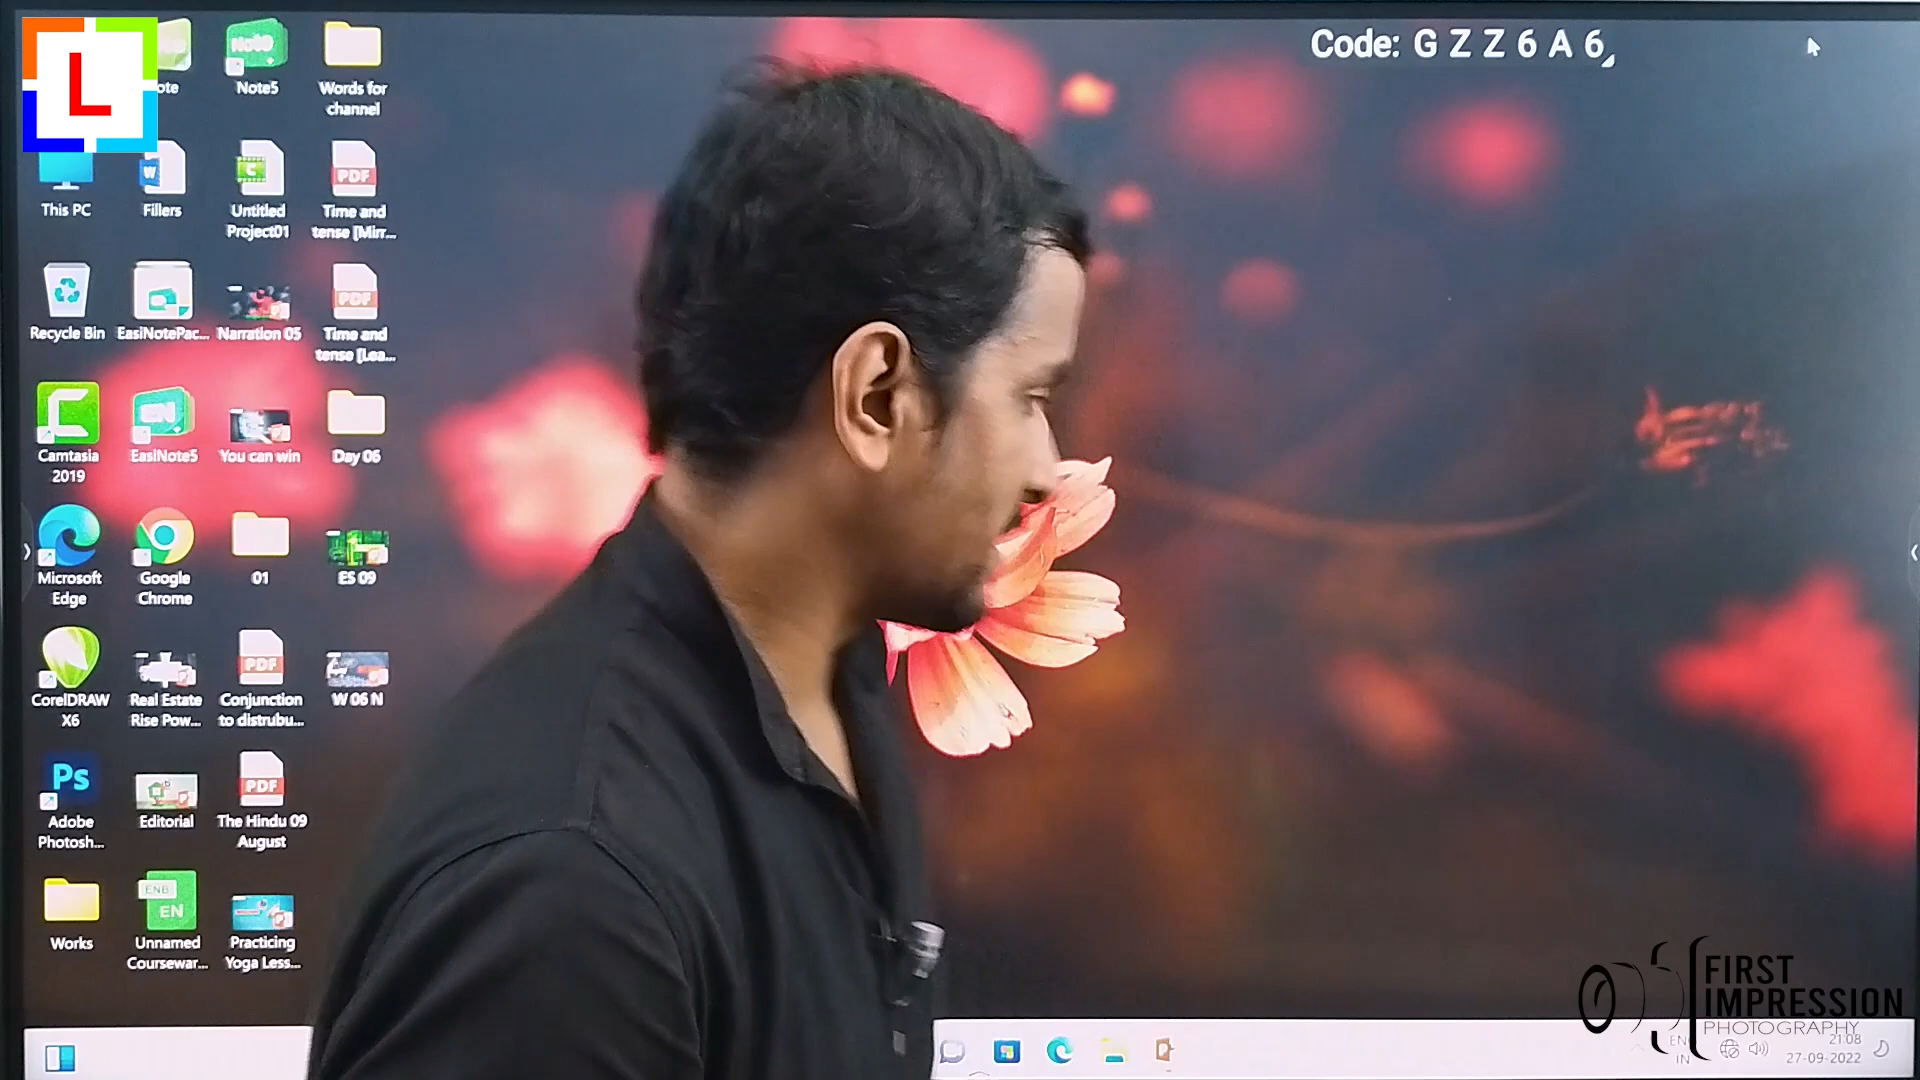 L
ote
Note5
Words for
channel
Code: G Z Z 6 A 6
This PC
Fillers
Untitled
Project01
PDF
Time and
tense [Mirr...
Recycle Bin
EasiNotePac...
Narration 05
PDF
Time and
tense [Lea...
Camtasia
2019
EN
EasiNote5
You can win
Day 06
Microsoft
Edge
Google
Chrome
01
ES 09
CorelDRAW
X6
Real Estate
Rise Pow...
PDF
Conjunction
to distrubu...
W 06 N
Ps
Adobe
Photosh...
Editorial
PDF
The Hindu 09
August
Works
ENB
EN
Unnamed
Coursewar...
Practicing
Yoga Less...
FIRST
IMPRESSION
PHOTOGRAPHY
EN
IN
21:08
27-09-2022